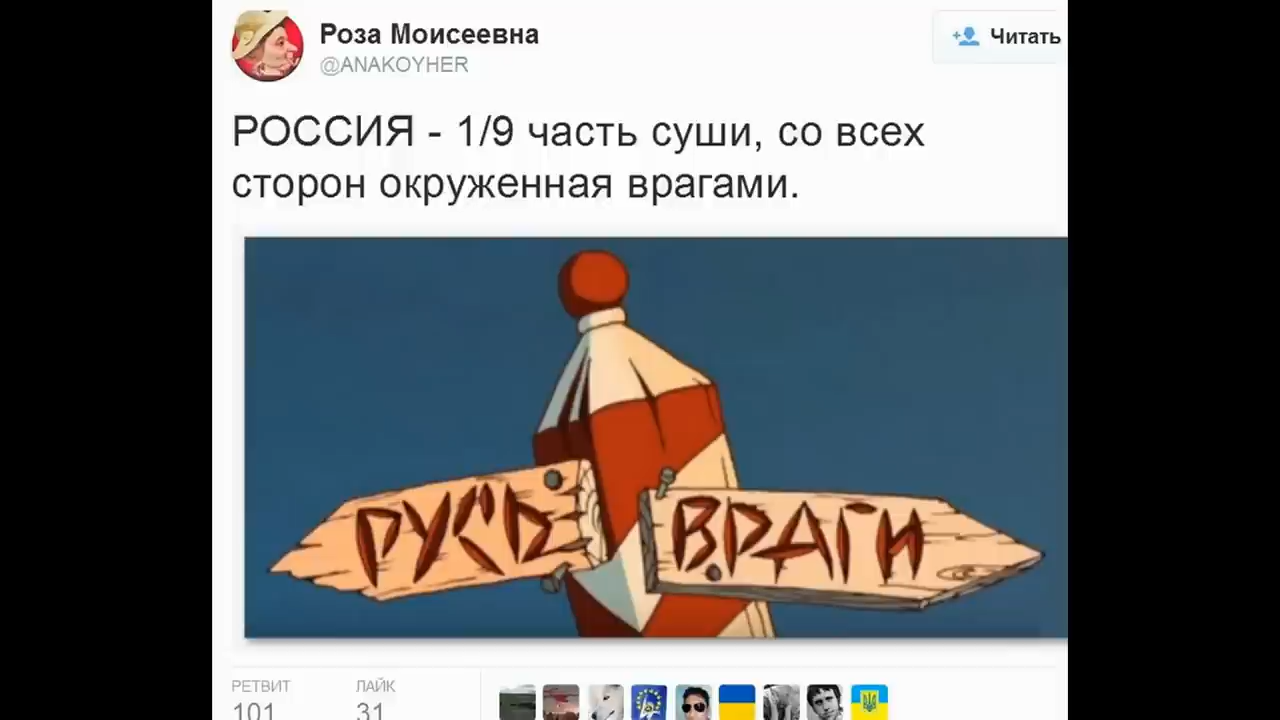 Роза Моисеевна
@ANAKOYHER
Читать
РОССИЯ - 1/9 часть суши, со всех
сторон окруженная врагами.
РУСЬ
ВРАГИ
РЕТВИТ
ЛАЙК
101
31